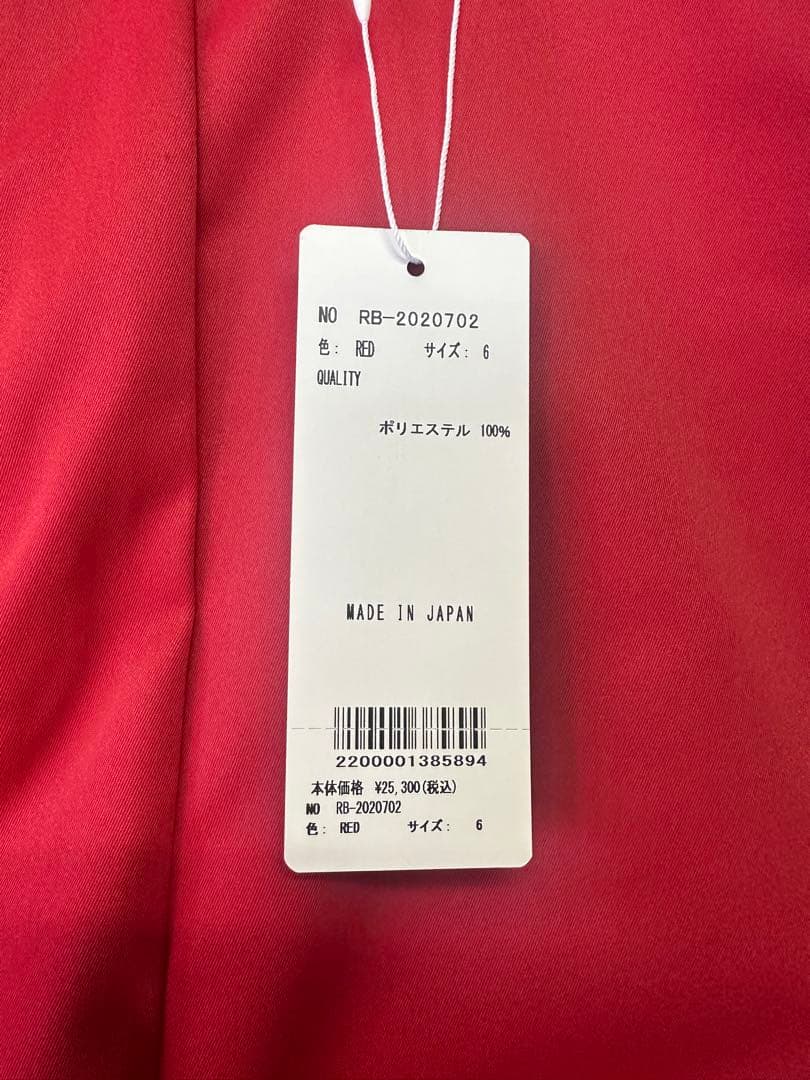 NO RB-2020702
色： RED サイズ： 6
QUALITY
ポリエステル 100%
MADE IN JAPAN
2200001385894
本体価格 ¥25,300(税込)
NO RB-2020702
色： RED サイズ： 6